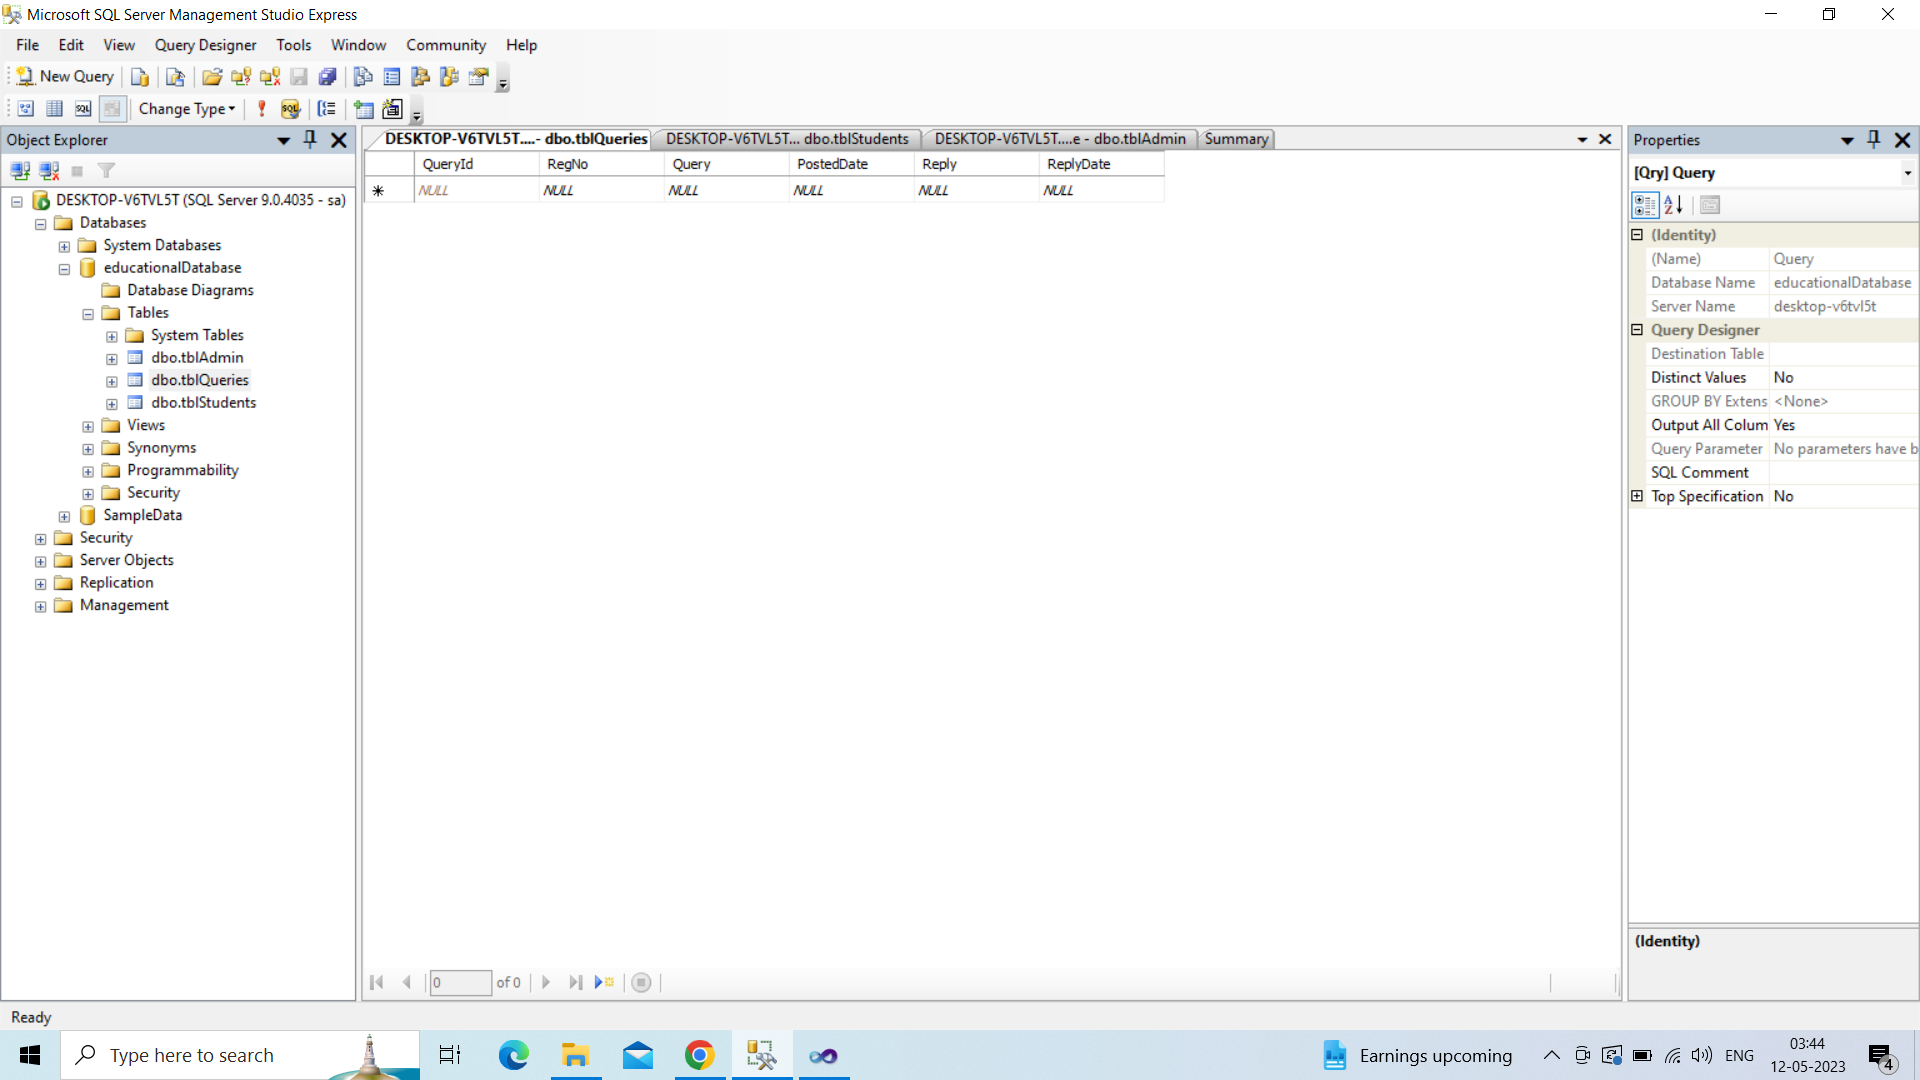 Microsoft SQL Server Management Studio Express
File Edit View Query Designer Tools Window Community Help
New Query
SQL Change Type SQL
Object Explorer
DESKTOP-V6TVL5T (SQL Server 9.0.4035 - sa)
Databases
System Databases
educationalDatabase
Database Diagrams
Tables
System Tables
dbo.tblAdmin
dbo.tblQueries
dbo.tblStudents
Views
Synonyms
Programmability
Security
SampleData
Security
Server Objects
Replication
Management
DESKTOP-V6TVL5T....- dbo.tblQueries DESKTOP-V6TVL5T... dbo.tblStudents DESKTOP-V6TVL5T....e - dbo.tblAdmin Summary
QueryId RegNo Query PostedDate Reply ReplyDate
NULL NULL NULL NULL NULL NULL
0 of 0
Properties
[Qry] Query
(Identity)
(Name) Query
Database Name educationalDatabase
Server Name desktop-v6tvl5t
Query Designer
Destination Table
Distinct Values No
GROUP BY Extens <None>
Output All Colum Yes
Query Parameter No parameters have b
SQL Comment
Top Specification No
(Identity)
Ready
Type here to search
Earnings upcoming
ENG
03:44
12-05-2023
4